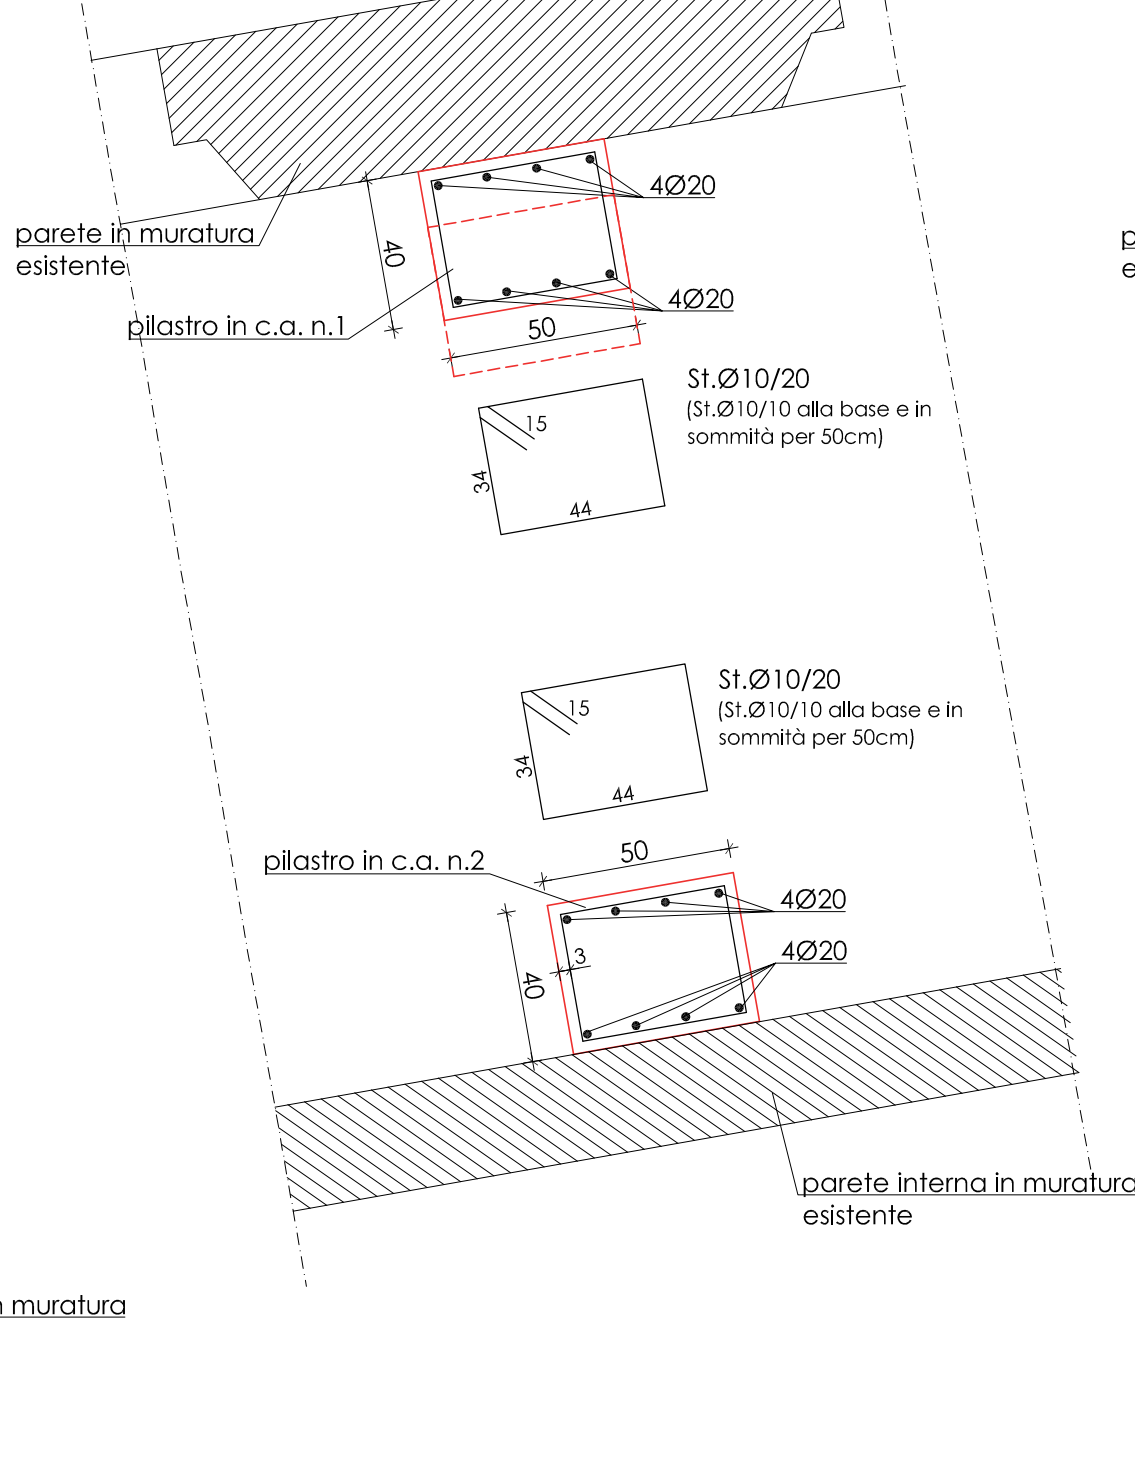 4Ø20
parete in muratura
esistente
40
4Ø20
pilastro in c.a. n.1
50
St.Ø10/20
(St.Ø10/10 alla base e in
sommità per 50cm)
15
34
44
St.Ø10/20
(St.Ø10/10 alla base e in
sommità per 50cm)
15
34
44
50
pilastro in c.a. n.2
4Ø20
4Ø20
3
40
parete interna in muratura
esistente
muratura